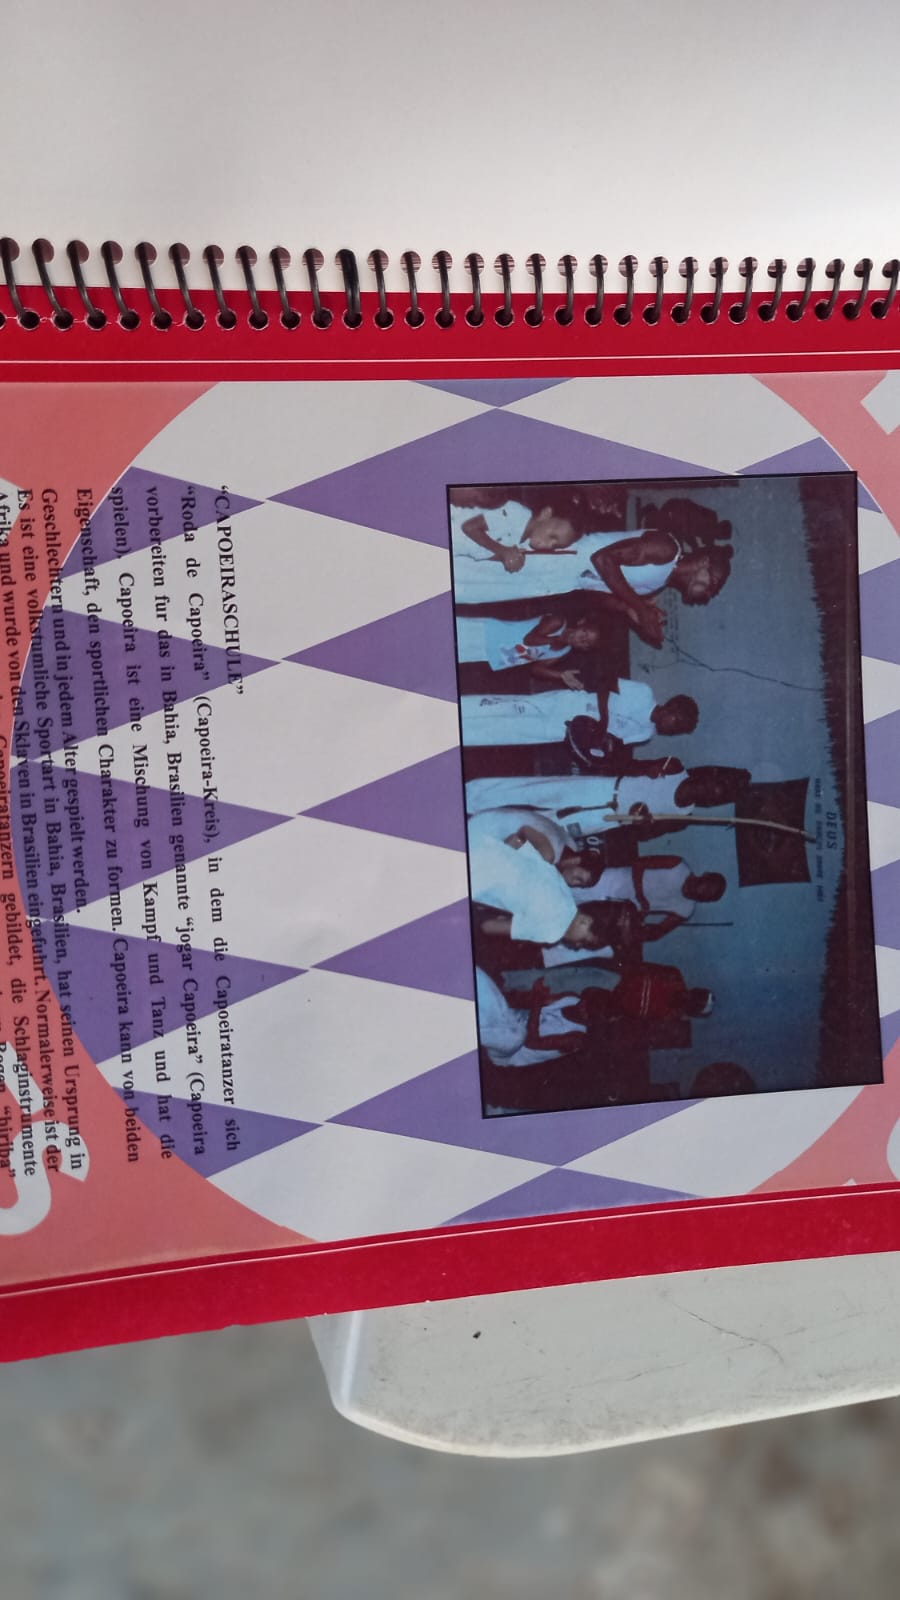 DEUS
"CAPOEIRASCHULE"
"Roda de Capoeira" (Capoeira-Kreis), in dem die Capoeiratanzer sich
vorbereiten fur das in Bahia, Brasilien genannte "jogar Capoeira" (Capoeira
spielen), Capoeira ist eine Mischung von Kampf und Tanz und hat die
Eigenschaft, den sportlichen Charakter zu formen. Capoeira kann von beiden
Geschlechtern und in jedem Alter gespielt werden.
Es ist eine volkstumliche Sportart in Bahia, Brasilien, hat seinen Ursprung in
Afrika und wurde von den Sklaven in Brasilien eingefuhrt. Normalerweise ist der
Capoeiratanzern gebildet, die Schlaginstrumente
Bogen "biriba"